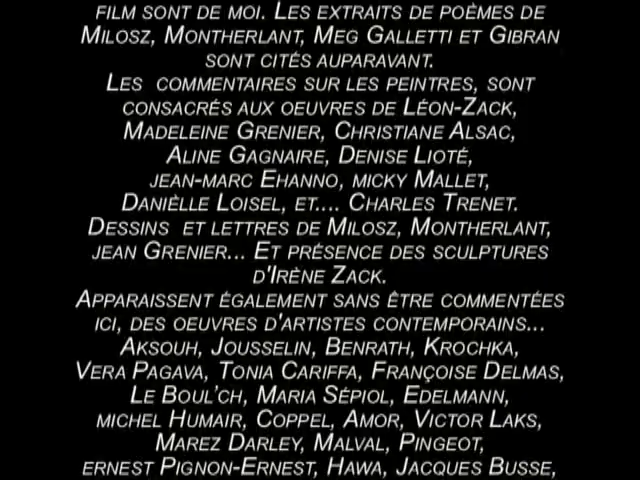 FILM SONT DE MOI. LES EXTRAITS DE POÈMES DE
MILOSZ, MONTHERLANT, MEG GALLETTI ET GIBRAN
SONT CITÉS AUPARAVANT.
LES COMMENTAIRES SUR LES PEINTRES, SONT
CONSACRÉS AUX OEUVRES DE LÉON-ZACK,
MADELEINE GRENIER, CHRISTIANE ALSAC,
ALINE GAGNAIRE, DENISE LIOTÉ,
JEAN-MARC EHANNO, MICKY MALLET,
DANIÈLLE LOISEL, ET.... CHARLES TRENET.
DESSINS ET LETTRES DE MILOSZ, MONTHERLANT,
JEAN GRENIER... ET PRÉSENCE DES SCULPTURES
D'IRÈNE ZACK.
APPARAISSENT ÉGALEMENT SANS ÊTRE COMMENTÉES
ICI, DES OEUVRES D'ARTISTES CONTEMPORAINS...
AKSOUH, JOUSSELIN, BENRATH, KROCHKA,
VERA PAGAVA, TONIA CARIFFA, FRANÇOISE DELMAS,
LE BOUL'CH, MARIA SÉPIOL, EDELMANN,
MICHEL HUMAIR, COPPEL, AMOR, VICTOR LAKS,
MAREZ DARLEY, MALVAL, PINGEOT,
ERNEST PIGNON-ERNEST, HAWA, JACQUES BUSSE,